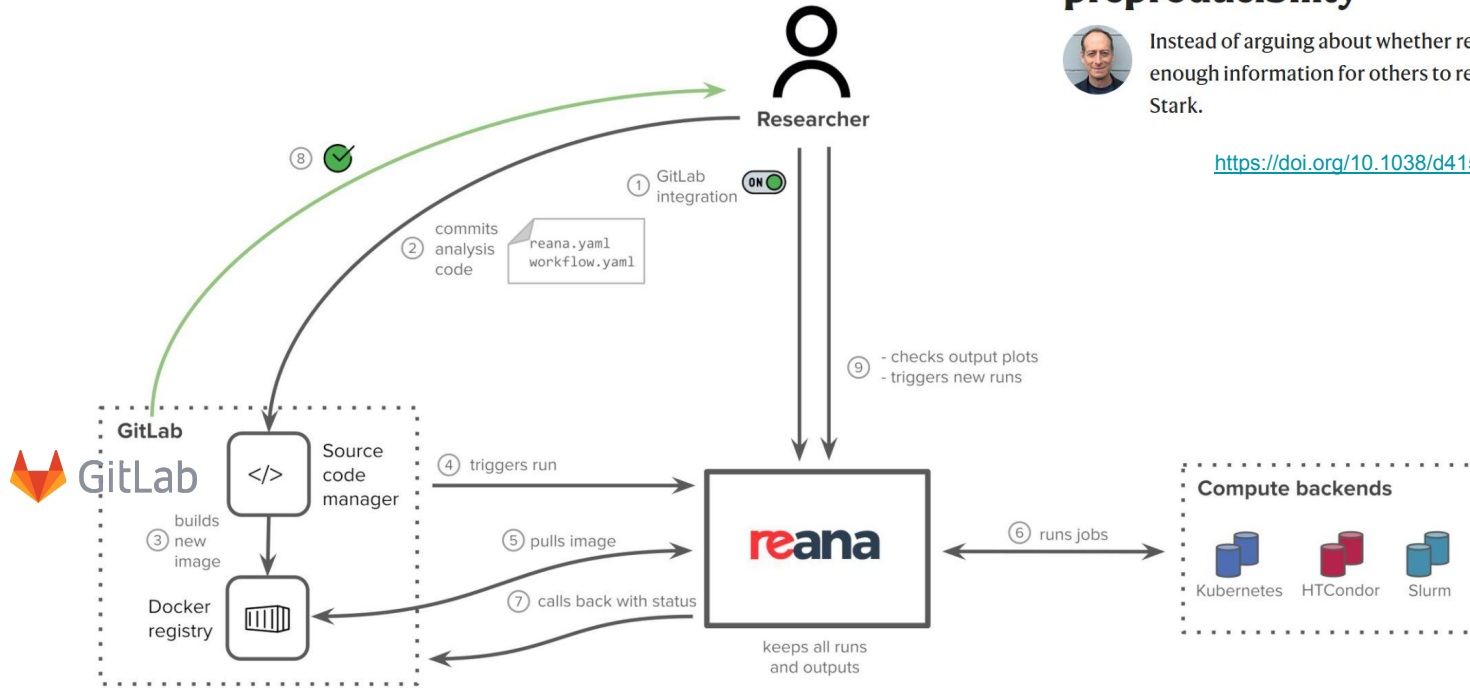 preproducibility
Instead of arguing about whether re
enough information for others to re
Stark.
https://doi.org/10.1038/d415
Researcher
8
1 GitLab
integration
ON
2 commits
analysis
code
reana.yaml
workflow.yaml
9 - checks output plots
- triggers new runs
GitLab
GitLab
</>
Source
code
manager
4 triggers run
3 builds
new
image
5 pulls image
reana
6 runs jobs
Compute backends
Kubernetes HTCondor Slurm
7 calls back with status
Docker
registry
keeps all runs
and outputs